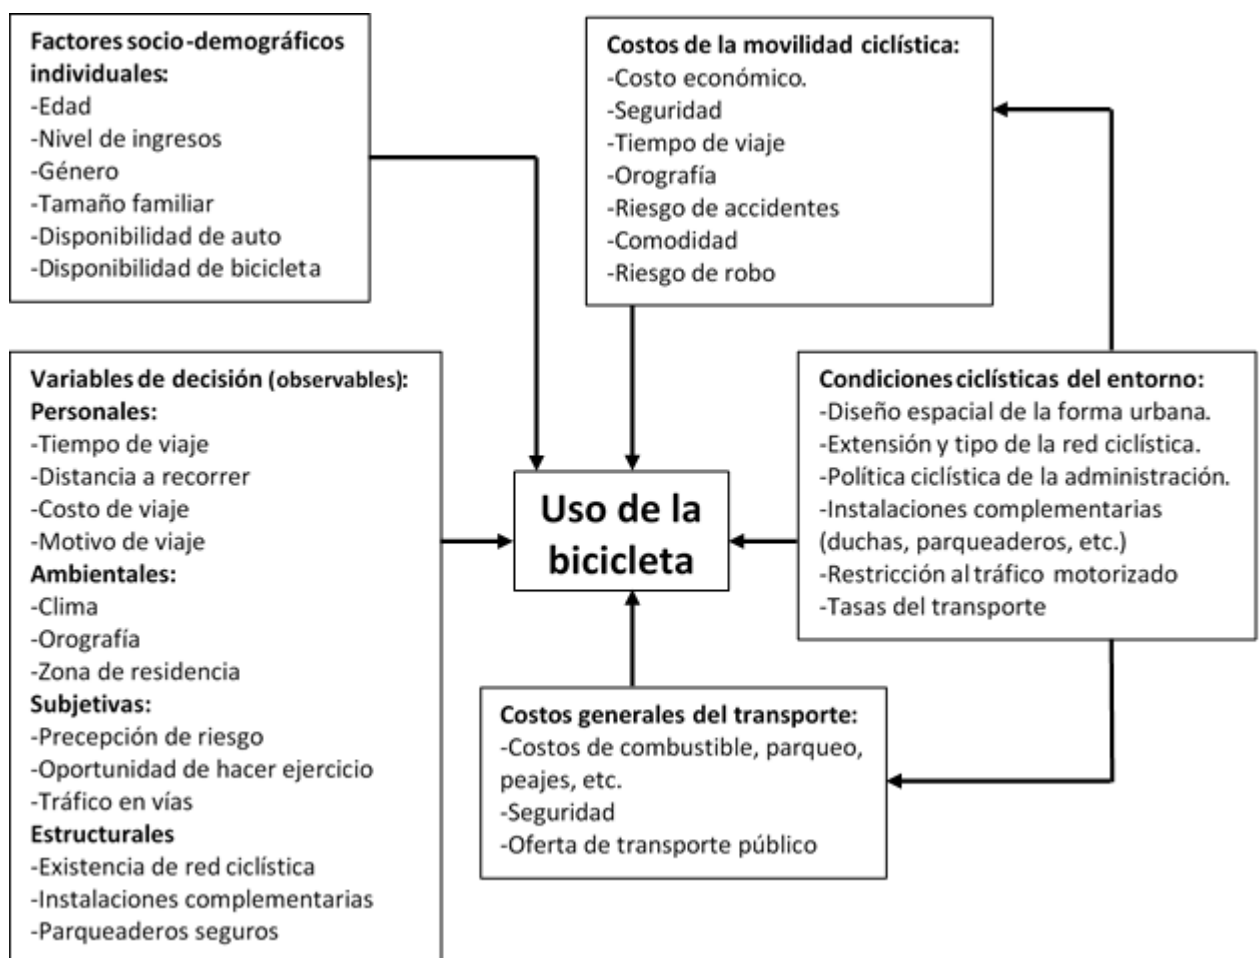 Factores socio-demográficos
individuales:
-Edad
-Nivel de ingresos
-Género
-Tamaño familiar
-Disponibilidad de auto
-Disponibilidad de bicicleta
Costos de la movilidad ciclística:
-Costo económico.
-Seguridad
-Tiempo de viaje
-Orografía
-Riesgo de accidentes
-Comodidad
-Riesgo de robo
Variables de decisión (observables):
Personales:
-Tiempo de viaje
-Distancia a recorrer
-Costo de viaje
-Motivo de viaje
Ambientales:
-Clima
-Orografía
-Zona de residencia
Subjetivas:
-Precepción de riesgo
-Oportunidad de hacer ejercicio
-Tráfico en vías
Estructurales
-Existencia de red ciclística
-Instalaciones complementarias
-Parqueaderos seguros
Uso de la
bicicleta
Condiciones ciclísticas del entorno:
-Diseño espacial de la forma urbana.
-Extensión y tipo de la red ciclística.
-Política ciclística de la administración.
-Instalaciones complementarias
(duchas, parqueaderos, etc.)
-Restricción al tráfico motorizado
-Tasas del transporte
Costos generales del transporte:
-Costos de combustible, parqueo,
peajes, etc.
-Seguridad
-Oferta de transporte público